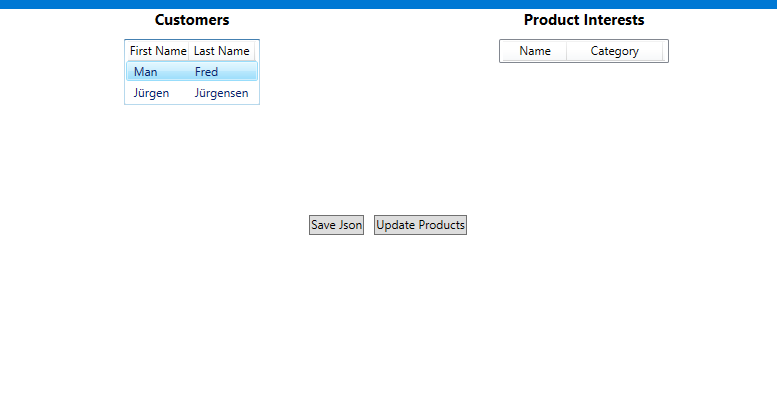 Customers
Product Interests
First Name Last Name
Name Category
Man Fred
Jürgen Jürgensen
Save Json
Update Products